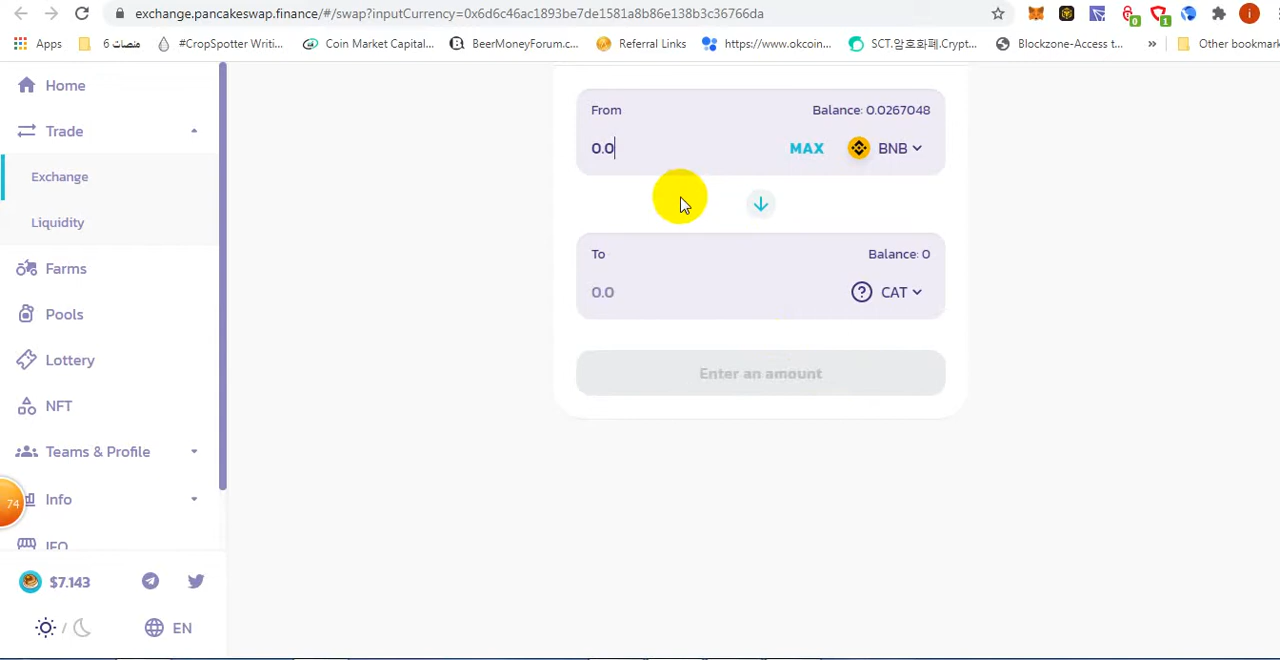 exchange.pancakeswap.finance/#/swap?inputCurrency=0x6d6c46ac1893be7de1581a8b86e138b3c36766da
i
0
1
Apps
منصات 6
#CropSpotter Writi...
Coin Market Capital...
BeerMoneyForum.c...
Referral Links
https://www.okcoin...
SCT.암호화폐.Crypt...
Blockzone-Access t...
»
Other bookmark
Home
Trade
Exchange
Liquidity
Farms
Pools
Lottery
NFT
Teams & Profile
Info
IFO
74
$7.143
/
EN
From
Balance: 0.0267048
0.0
MAX
BNB
To
Balance: 0
0.0
CAT
Enter an amount